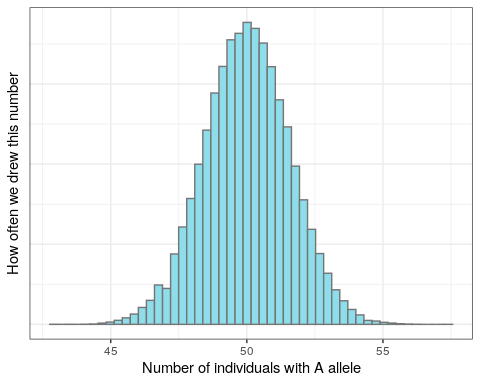 How often we drew this number
45 50 55
Number of individuals with A allele